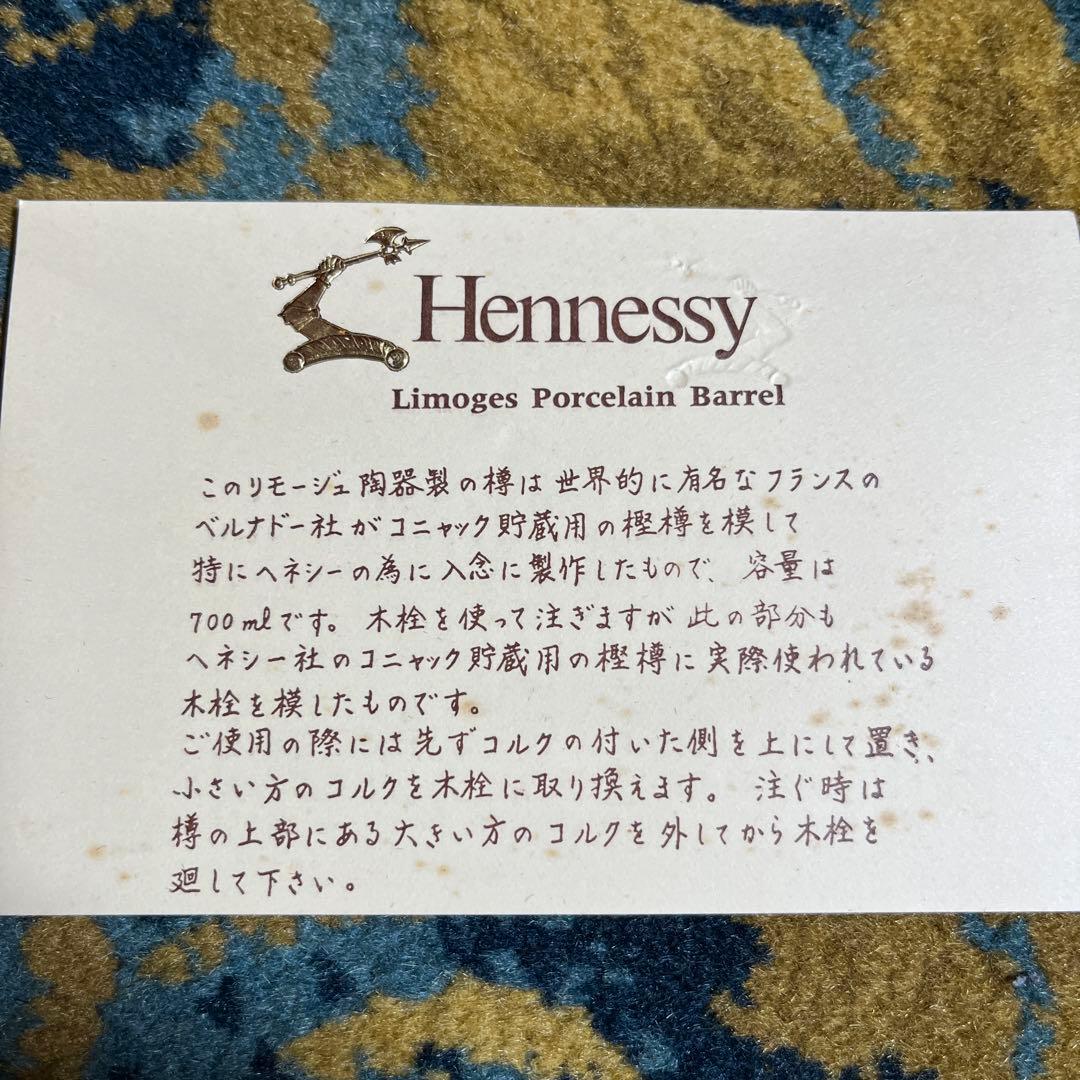 Hennessy
Limoges Porcelain Barrel
このリモージュ陶器製の樽は世界的に有名なフランスの
ベルナドー社がコニャック貯蔵用の樫樽を模して
特にヘネシーの為に入念に製作したもので、容量は
700mlです。木栓を使って注ぎますが此の部分も
ヘネシー社のコニャック貯蔵用の樫樽に実際使われている
木栓を模したものです。
ご使用の際には先ずコルクの付いた側を上にして置き、
小さい方のコルクを木栓に取り換えます。注ぐ時は
樽の上部にある大きい方のコルクを外してから木栓を
廻して下さい。